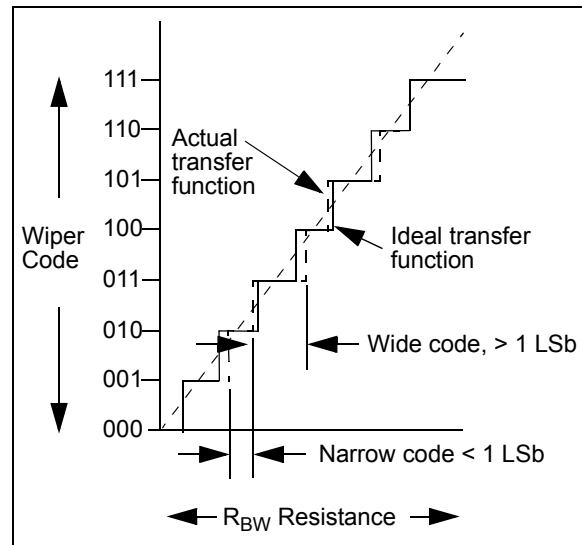 111
110
Actual
transfer
function
101
Wiper
Code
100
Ideal transfer
function
011
Wide code, > 1 LSb
010
001
000
Narrow code < 1 LSb
RBW Resistance